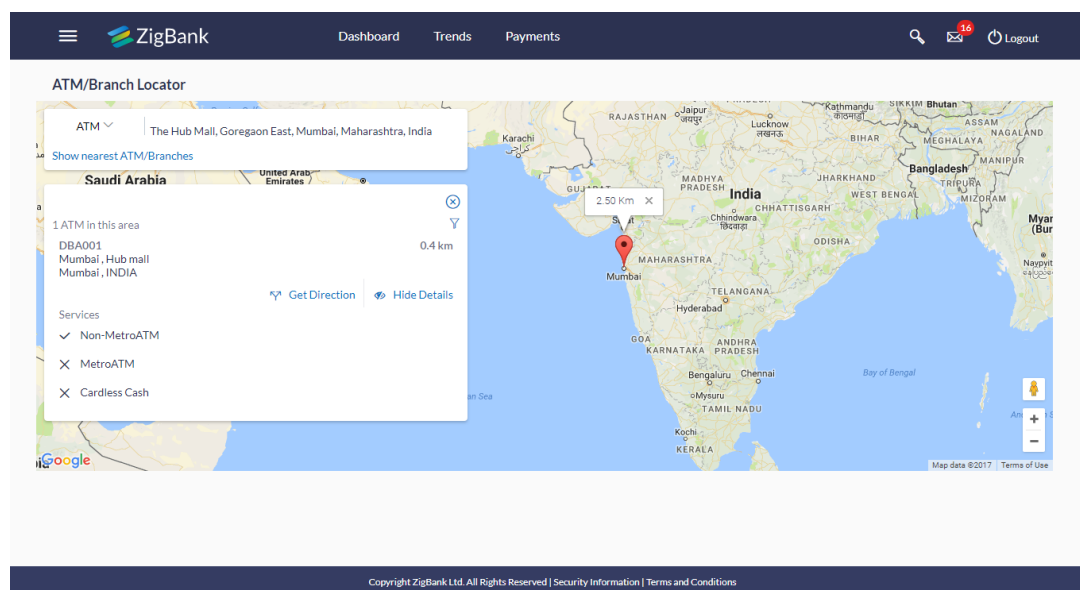 ZigBank
Dashboard Trends Payments
16
Logout
ATM/Branch Locator
ATM
The Hub Mall, Goregaon East, Mumbai, Maharashtra, India
Show nearest ATM/Branches
Saudi Arabia
United Arab
Emirates
1 ATM in this area
DBA001 0.4 km
Mumbai , Hub mall
Mumbai , INDIA
Get Direction Hide Details
Services
Non-MetroATM
MetroATM
Cardless Cash
2.50 Km
Karachi
RAJASTHAN
Jaipur
जयपुर
Lucknow
लखनऊ
Kathmandu
काठमाडौं
SIKKIM
Bhutan
ASSAM
NAGALAND
BIHAR
MEGHALAYA
MANIPUR
Bangladesh
TRIPURA
MIZORAM
JHARKHAND
WEST BENGAL
MADHYA
PRADESH
India
CHHATTISGARH
Chhindwara
छिंदवाड़ा
ODISHA
MAHARASHTRA
Mumbai
TELANGANA
Hyderabad
GOA
KARNATAKA
ANDHRA
PRADESH
Bengaluru
Chennai
Mysuru
TAMIL NADU
Kochi
KERALA
Bay of Bengal
an Sea
Myar
(Bur
Naypyit
Google
Map data ©2017 Terms of Use
Copyright ZigBank Ltd. All Rights Reserved | Security Information | Terms and Conditions